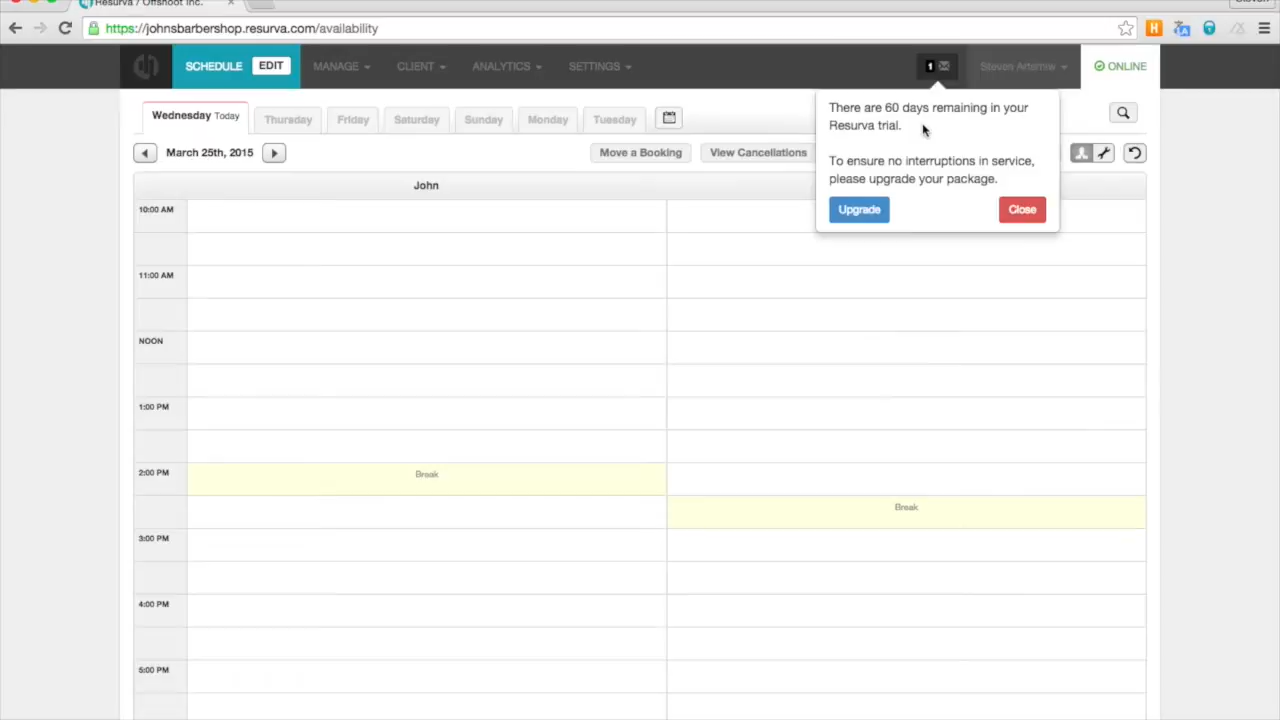 Resurva / Offshoot Inc.
https://johnsbarbershop.resurva.com/availability
SCHEDULE EDIT MANAGE CLIENT ANALYTICS SETTINGS 1 ONLINE
There are 60 days remaining in your
Resurva trial.
To ensure no interruptions in service,
please upgrade your package.
Upgrade Close
Wednesday Today Thursday Friday Saturday Sunday Monday Tuesday
March 25th, 2015 Move a Booking View Cancellations
John
10:00 AM
11:00 AM
NOON
1:00 PM
2:00 PM Break
Break
3:00 PM
4:00 PM
5:00 PM